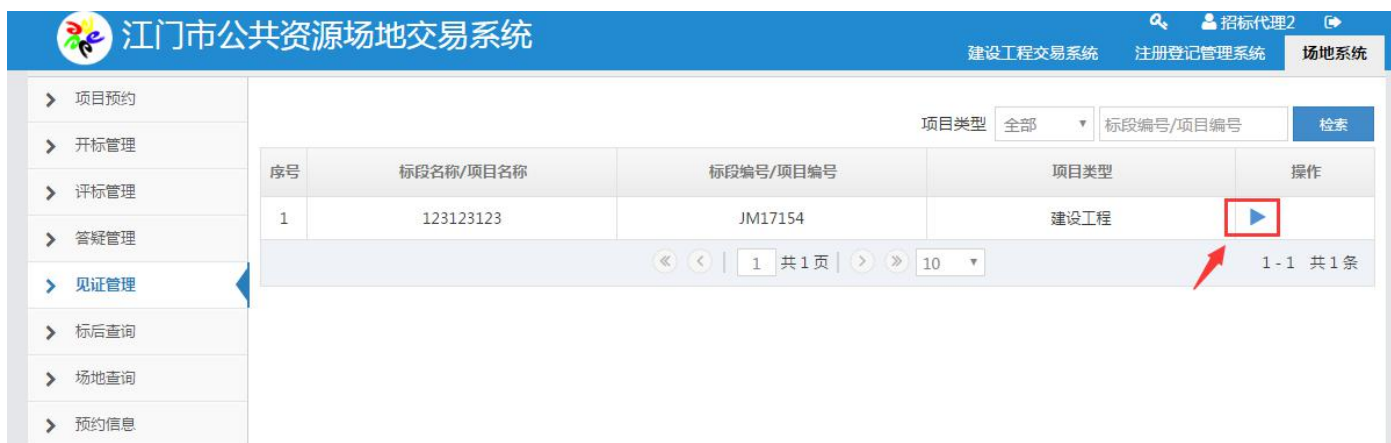 江门市公共资源场地交易系统
招标代理2
建设工程交易系统 注册登记管理系统 场地系统
项目预约
开标管理
评标管理
答疑管理
见证管理
标后查询
场地查询
预约信息
项目类型 全部 标段编号/项目编号 检索
序号 标段名称/项目名称 标段编号/项目编号 项目类型 操作
1 123123123 JM17154 建设工程
1 共1页 10 1-1 共1条